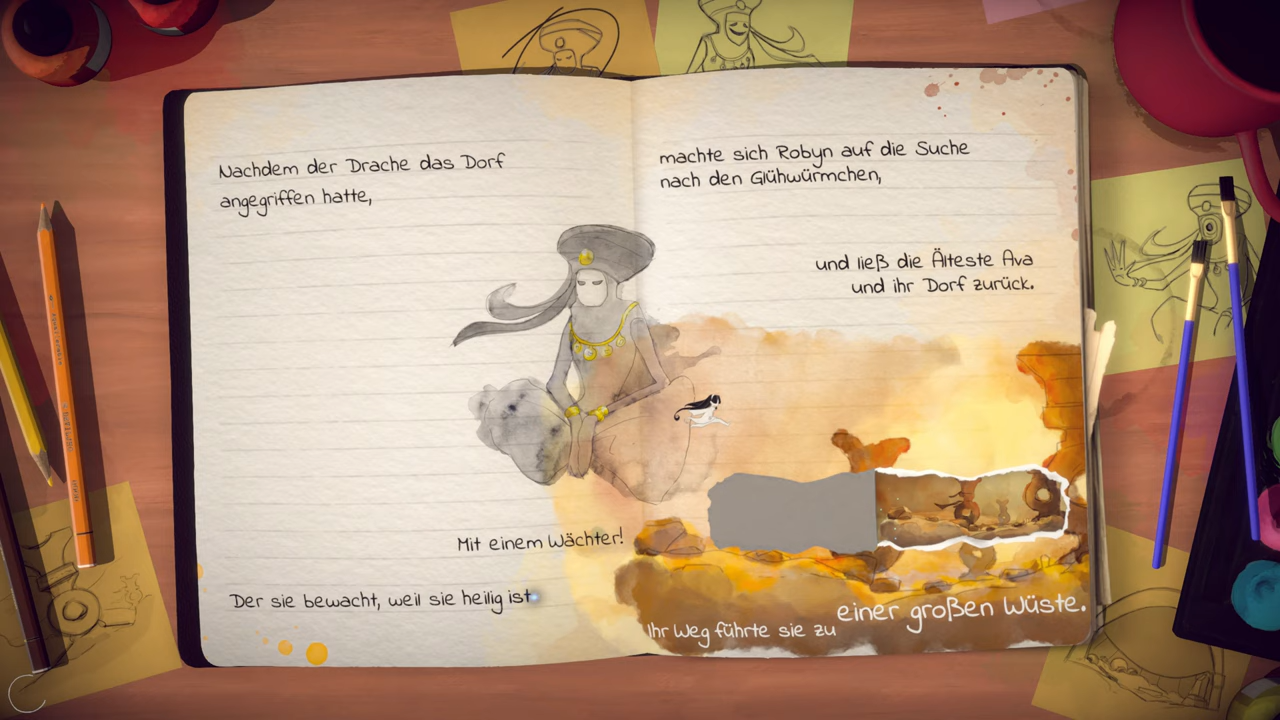 Nachdem der Drache das Dorf
angegriffen hatte,
Mit einem Wächter!
Der sie bewacht, weil sie heilig ist
machte sich Robyn auf die Suche
nach den Glühwürmchen,
und ließ die Älteste Ava
und ihr Dorf zurück.
Ihr Weg führte sie zu
einer großen Wüste.